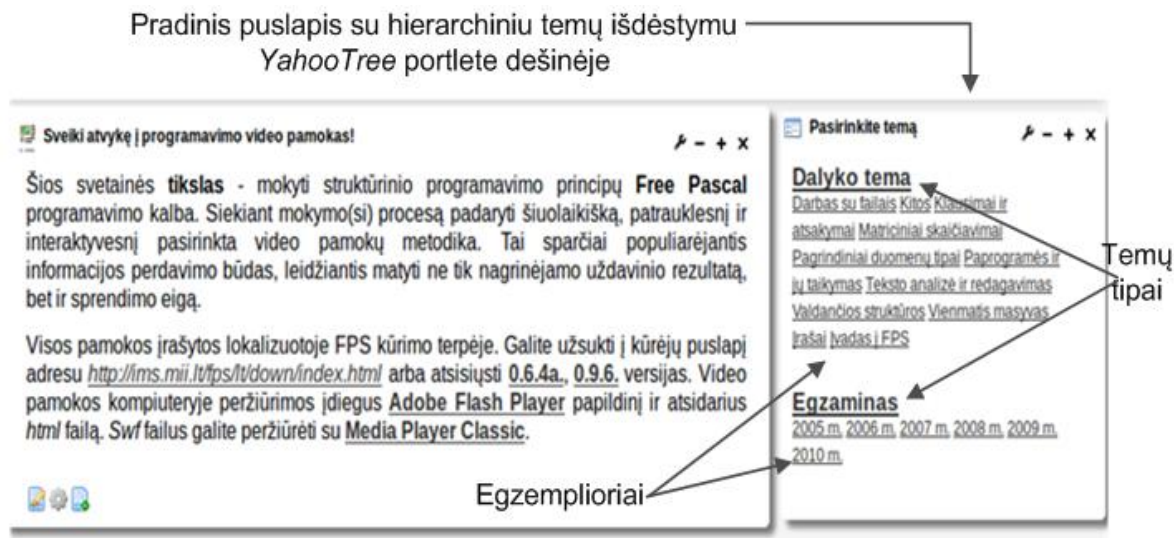 Pradinis puslapis su hierarchiniu temų išdėstymu
YahooTree portlete dešinėje
Sveiki atvykę į programavimo video pamokas!
Šios svetainės tikslas - mokyti struktūrinio programavimo principų Free Pascal
programavimo kalba. Siekiant mokymo(si) procesą padaryti šiuolaikišką, patrauklesnį ir
interaktyvesnį pasirinkta video pamokų metodika. Tai sparčiai populiarėjantis
informacijos perdavimo būdas, leidžiantis matyti ne tik nagrinėjamo uždavinio rezultatą,
bet ir sprendimo eigą.
Visos pamokos įrašytos lokalizuotoje FPS kūrimo terpėje. Galite užsukti į kūrėjų puslapį
adresu http://ims.mii.lt/fps/lt/down/index.html arba atsisiųsti 0.6.4a., 0.9.6. versijas. Video
pamokos kompiuteryje peržiūrimos įdiegus Adobe Flash Player papildinį ir atsidarius
html failą. Swf failus galite peržiūrėti su Media Player Classic.
Pasirinkite temą
Dalyko tema
Darbas su failais Kitos Klausimai ir
atsakymai Matriciniai skaičiavimai
Pagrindiniai duomenų tipai Paprogramės ir
jų taikymas Teksto analizė ir redagavimas
Valdančios struktūros Vienmatis masyvas
Įrašai Įvadas į FPS
Egzaminas
2005 m. 2006 m. 2007 m. 2008 m. 2009 m.
2010 m.
Temų
tipai
Egzemplioriai